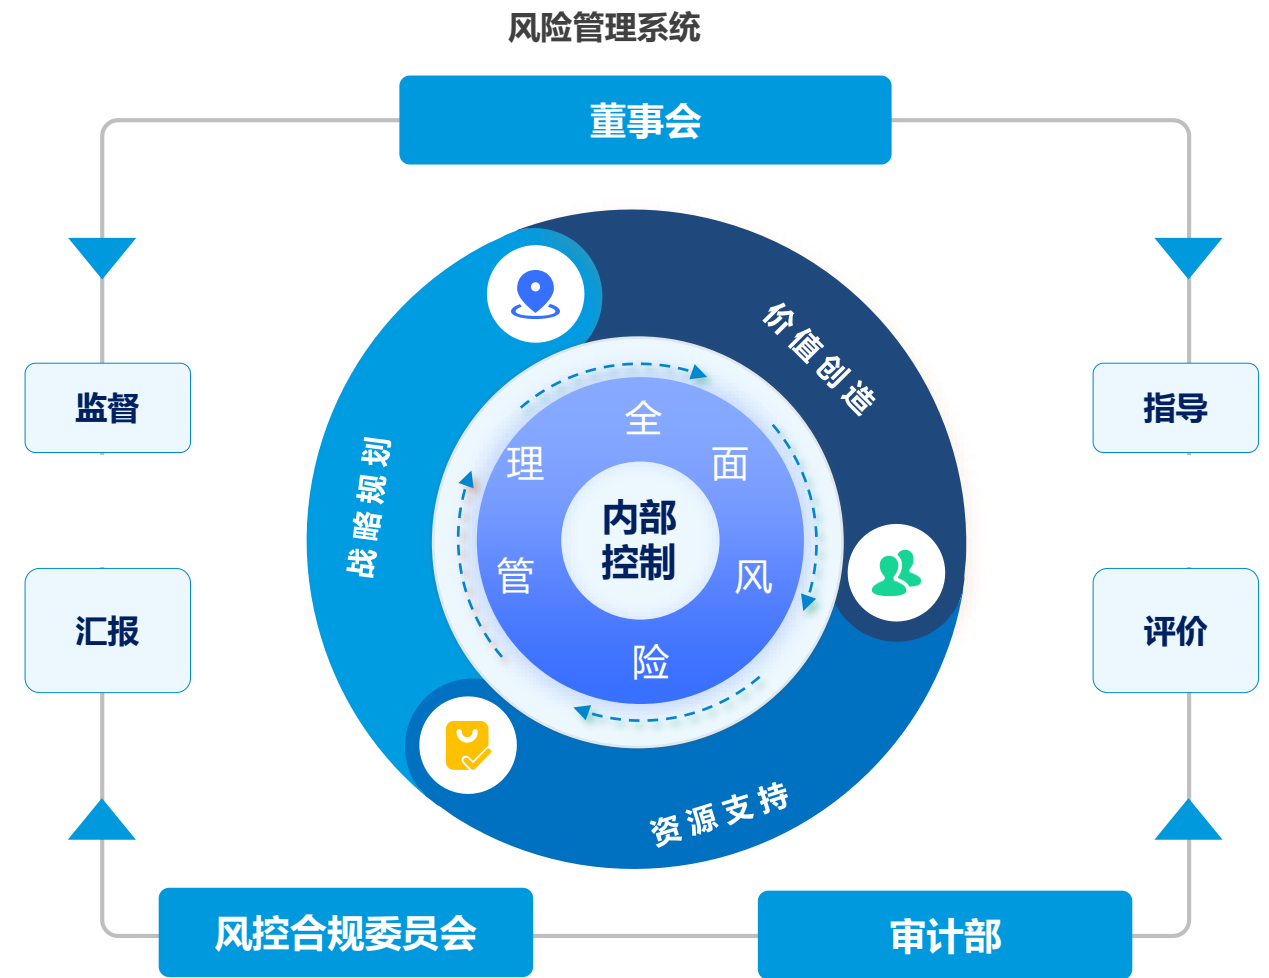 风险管理系统
董事会
监督
指导
价值创造
战略规划
全面风险管理
内部
控制
汇报
评价
资源支持
风控合规委员会
审计部